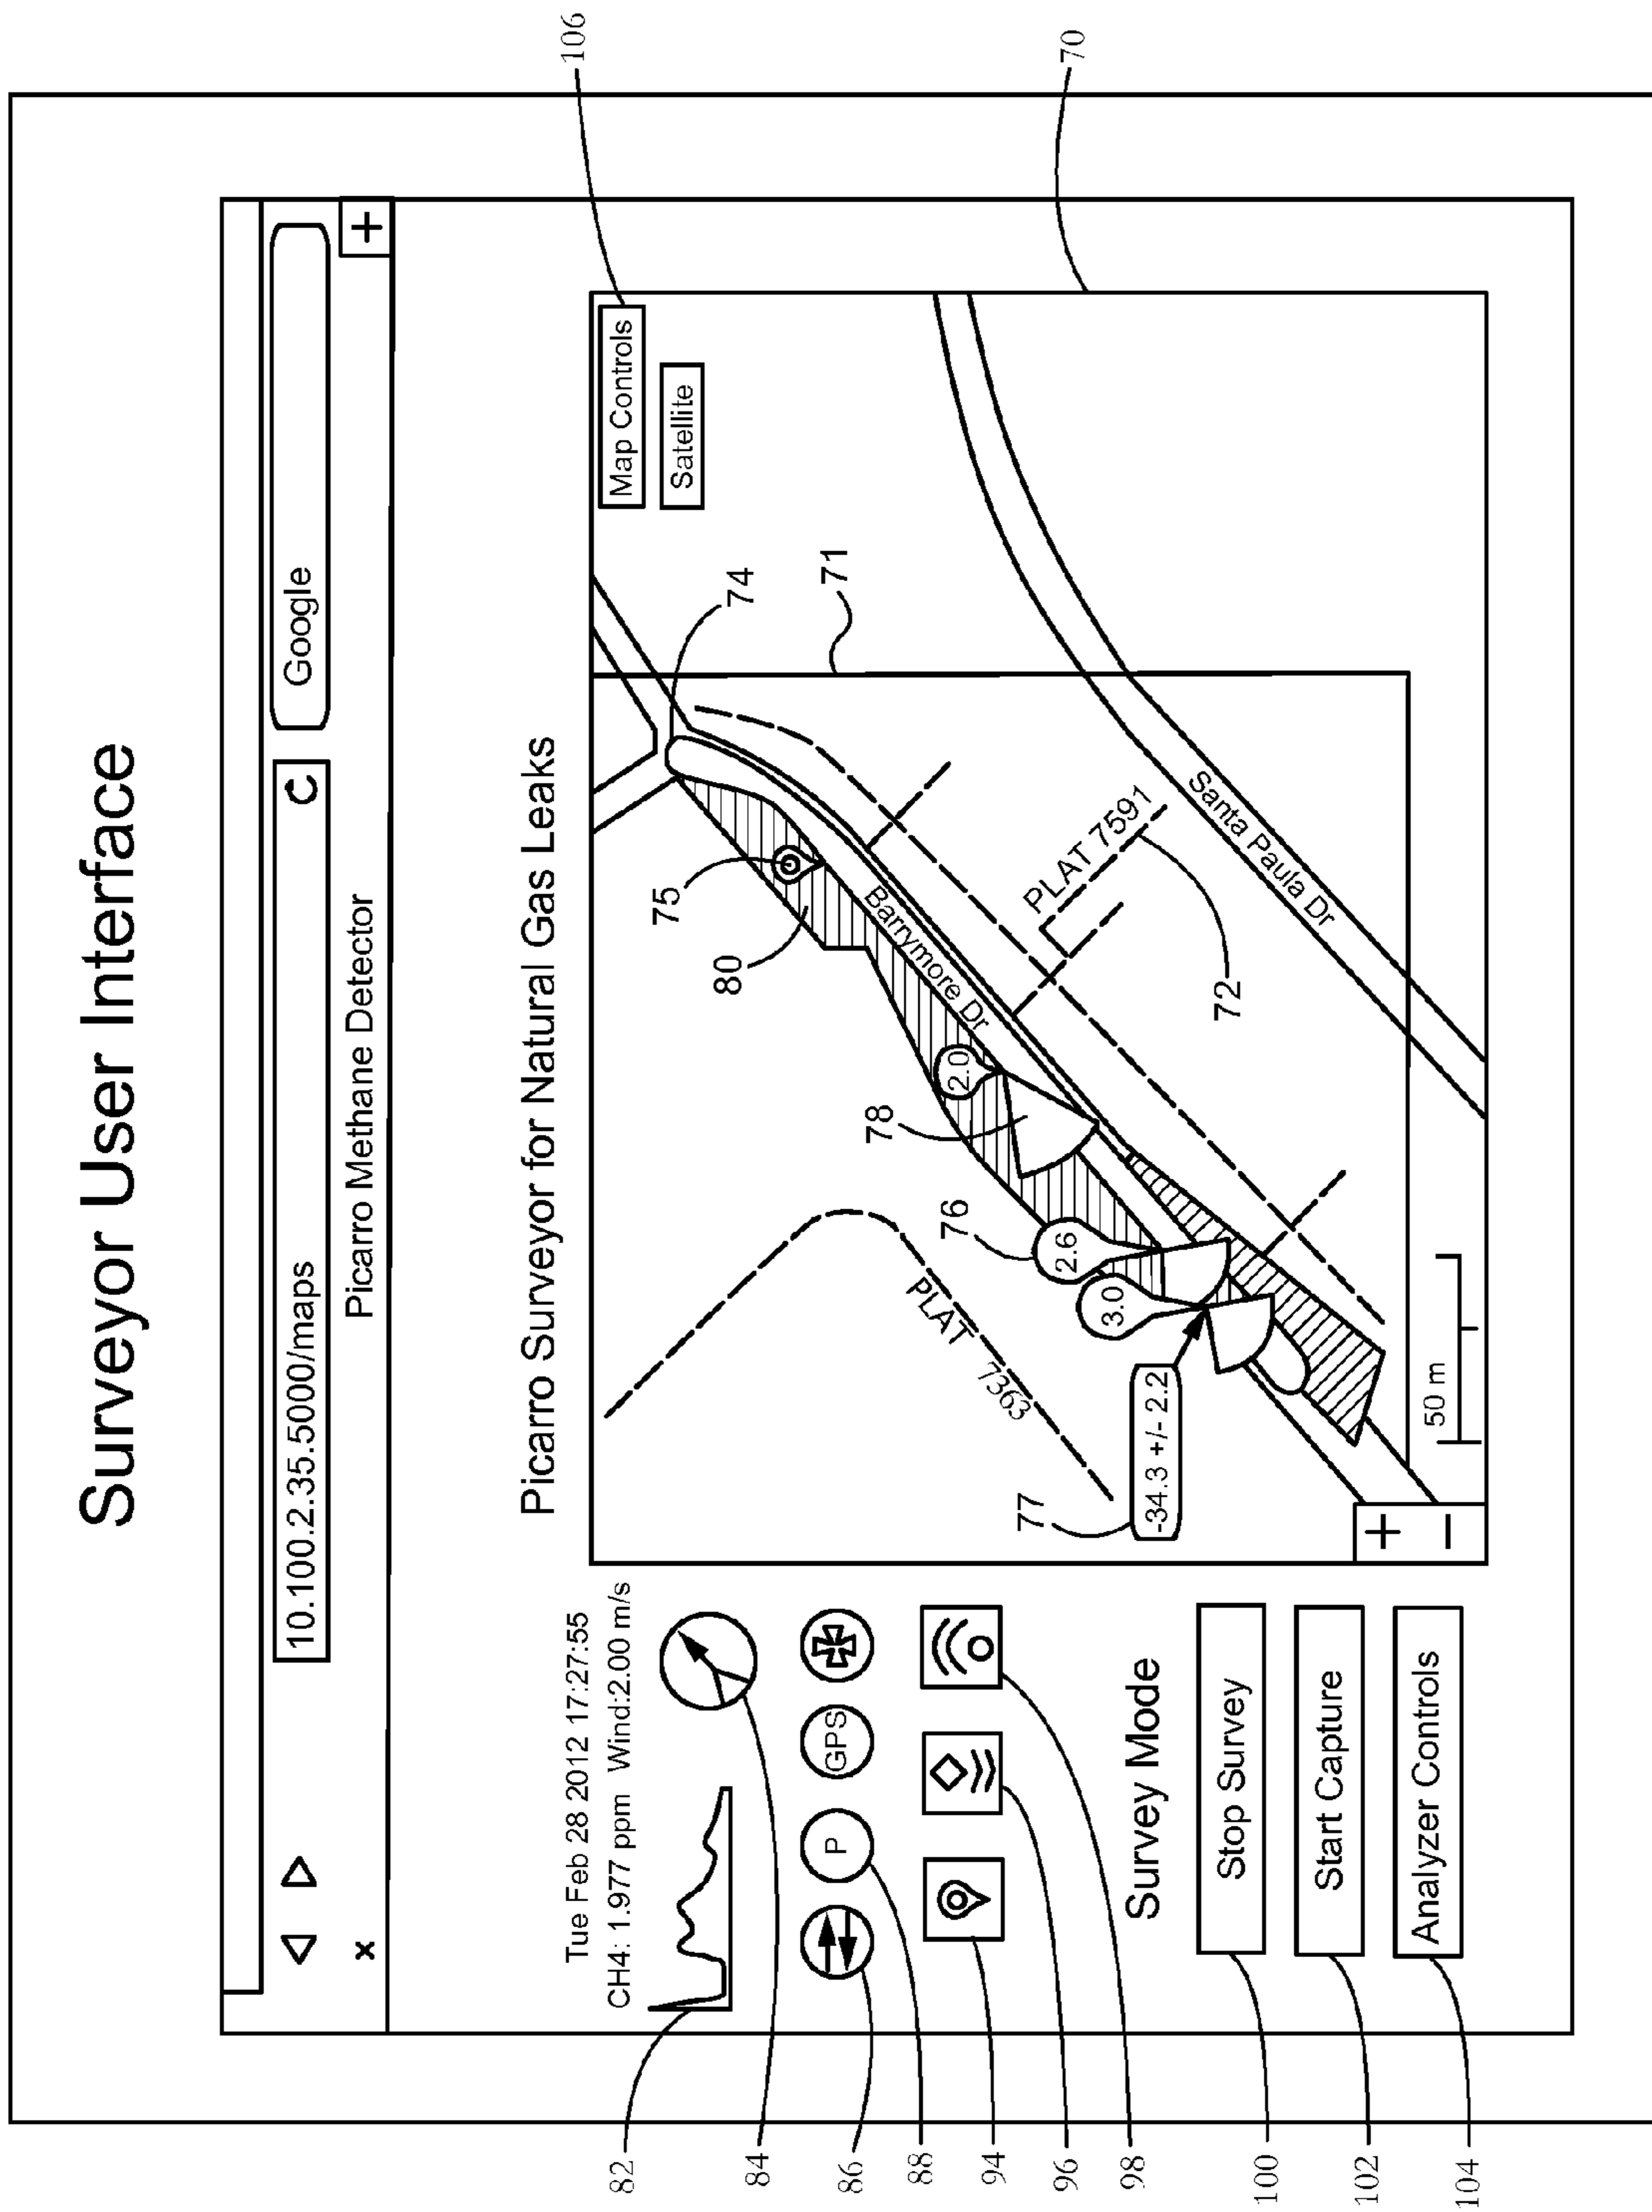 Surveyor User Interface
10.100.2.35.5000/maps
Google
x
Picarro Methane Detector
+
Picarro Surveyor for Natural Gas Leaks
Tue Feb 28 2012 17:27:55
CH4: 1.977 ppm Wind:2.00 m/s
P
GPS
Survey Mode
Stop Survey
Start Capture
Analyzer Controls
Map Controls
Satellite
Barrymore Dr
Santa Paula Dr
PLAT 7591
PLAT 7363
2.0
2.6
3.0
-34.3 +/- 2.2
50 m
+
−
82
84
86
88
94
96
98
100
102
104
106
70
71
74
75
80
72
78
76
77